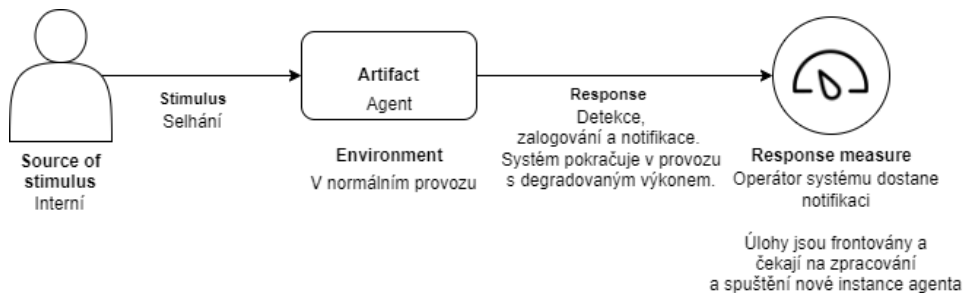 Source of
stimulus
Interní
Stimulus
Selhání
Artifact
Agent
Environment
V normálním provozu
Response
Detekce,
zalogování a notifikace.
Systém pokračuje v provozu
s degradovaným výkonem.
Response measure
Operátor systému dostane
notifikaci
Úlohy jsou frontovány a
čekají na zpracování
a spuštění nové instance agenta